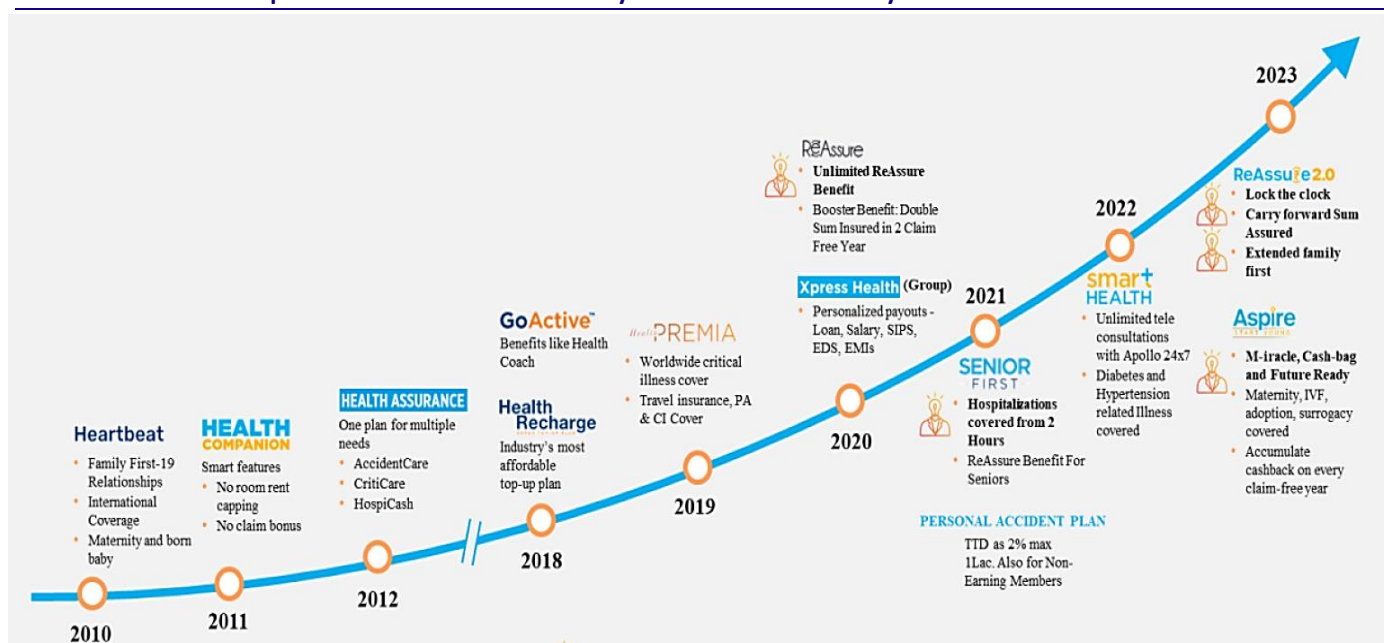 Heartbeat
Family First-19
Relationships
International
Coverage
Maternity and born
baby
2010
HEALTH
COMPANION
Smart features
No room rent
capping
No claim bonus
2011
HEALTH ASSURANCE
One plan for multiple
needs
AccidentCare
CritiCare
HospiCash
2012
GoActive™
Benefits like Health
Coach
Health
Recharge
Industry's most
affordable
top-up plan
2018
Health PREMIA
Worldwide critical
illness cover
Travel insurance, PA
& CI Cover
2019
ReAssure
Unlimited ReAssure
Benefit
Booster Benefit: Double
Sum Insured in 2 Claim
Free Year
Xpress Health (Group)
Personalized payouts -
Loan, Salary, SIPS,
EDS, EMIs
2020
2021
SENIOR
FIRST
Hospitalizations
covered from 2
Hours
ReAssure Benefit For
Seniors
PERSONAL ACCIDENT PLAN
TTD as 2% max
1Lac. Also for Non-
Earning Members
2022
smart+
HEALTH
Unlimited tele
consultations
with Apollo 24x7
Diabetes and
Hypertension
related Illness
covered
2023
ReAssure 2.0
Lock the clock
Carry forward Sum
Assured
Extended family
first
Aspire
M-iracle, Cash-bag
and Future Ready
Maternity, IVF,
adoption, surrogacy
covered
Accumulate
cashback on every
claim-free year